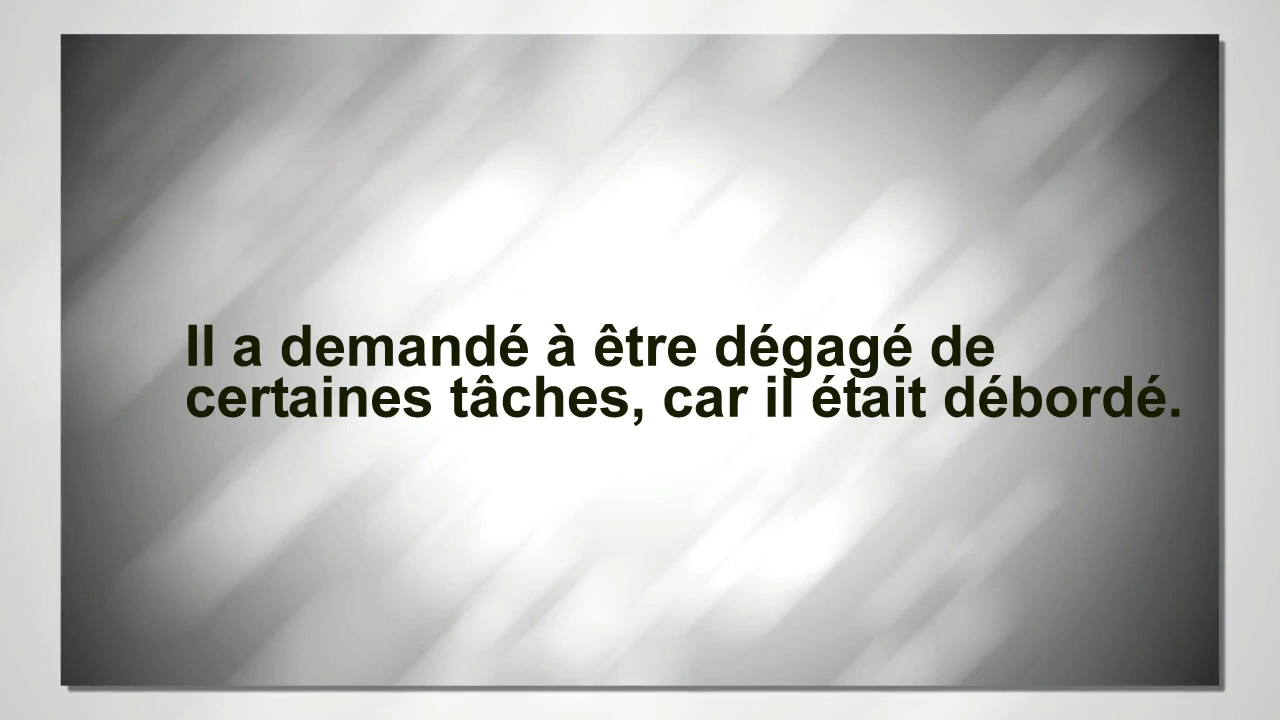 Il a demandé à être dégagé de
certaines tâches, car il était débordé.